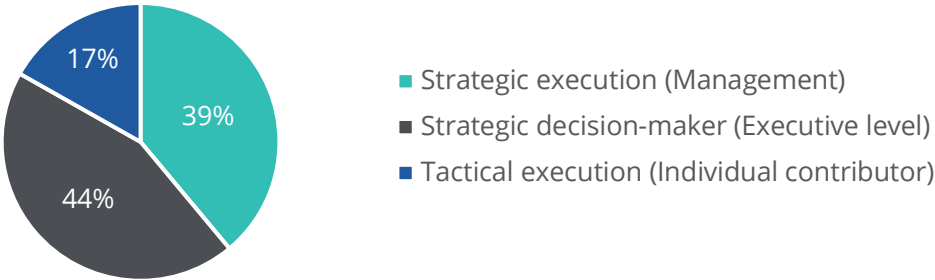 17%
39%
44%
Strategic execution (Management)
Strategic decision-maker (Executive level)
Tactical execution (Individual contributor)